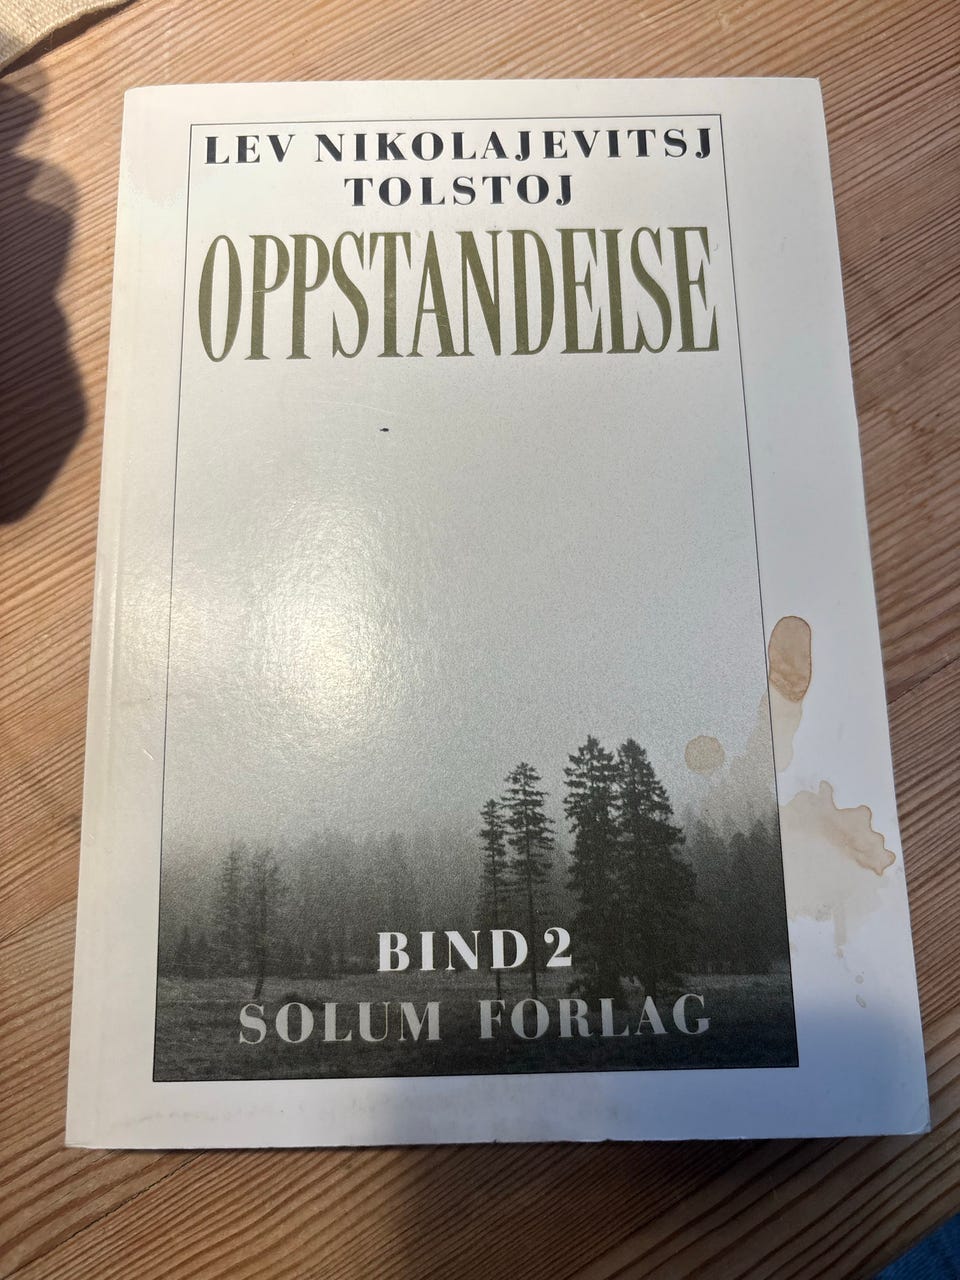 LEV NIKOLAJEVITSJ
TOLSTOJ
OPPSTANDELSE
BIND 2
SOLUM FORLAG